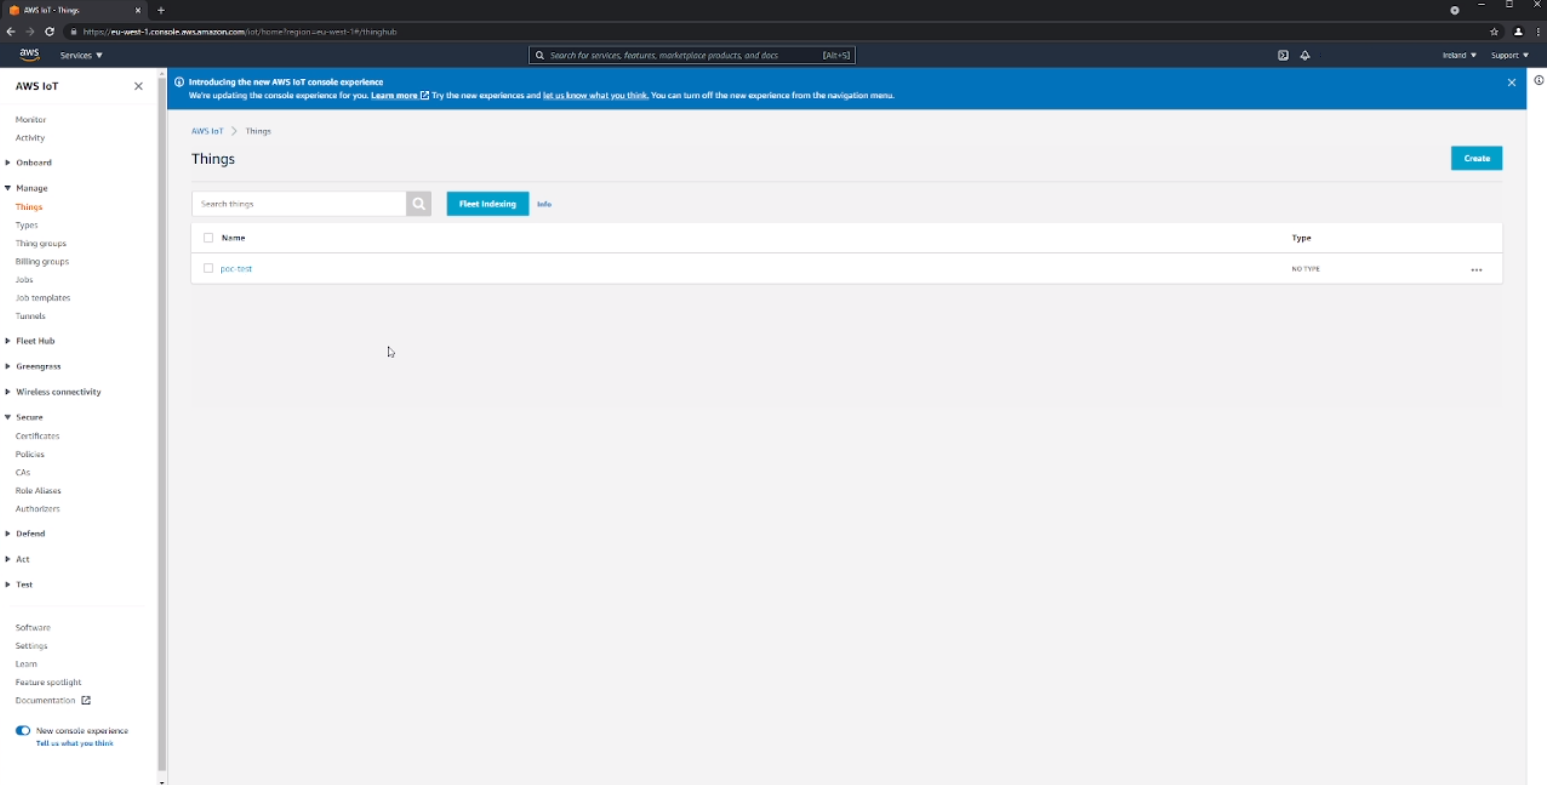 AWS IoT - Things
https://eu-west-1.console.aws.amazon.com/iot/home?region=eu-west-1#/thinghub
aws
Services
Search for services, features, marketplace products, and docs
[Alt+S]
Ireland
Support
AWS IoT
Monitor
Activity
Onboard
Manage
Things
Types
Thing groups
Billing groups
Jobs
Job templates
Tunnels
Fleet Hub
Greengrass
Wireless connectivity
Secure
Certificates
Policies
CAs
Role Aliases
Authorizers
Defend
Act
Test
Software
Settings
Learn
Feature spotlight
Documentation
New console experience
Tell us what you think
Introducing the new AWS IoT console experience
We're updating the console experience for you. Learn more Try the new experiences and let us know what you think. You can turn off the new experience from the navigation menu.
AWS IoT > Things
Things
Create
Search things
Fleet Indexing
Info
Name
Type
poc-test
NO TYPE